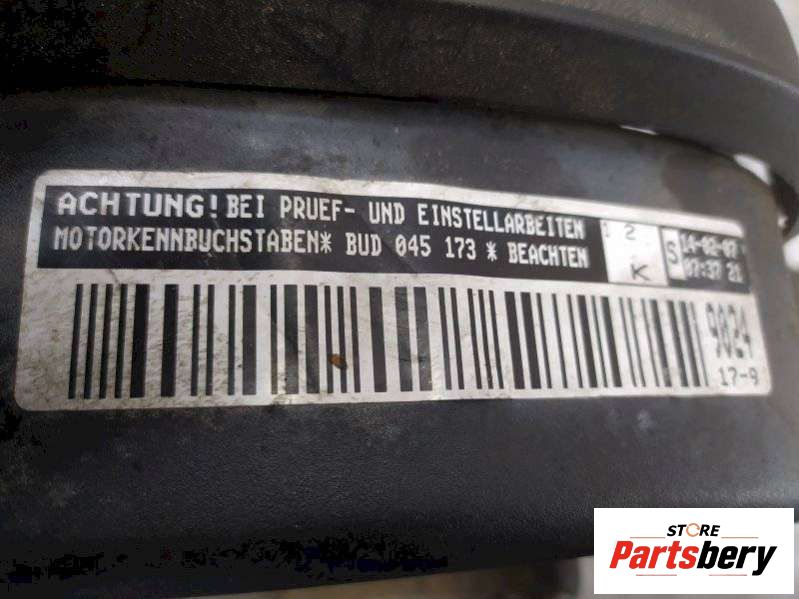 ACHTUNG! BEI PRUEF- UND EINSTELLARBEITEN
MOTORKENNBUCHSTABEN* BUD 045 173 * BEACHTEN
1 2
K
S
14-02-07
07:37 21
9024
17-9
STORE
Partsbery